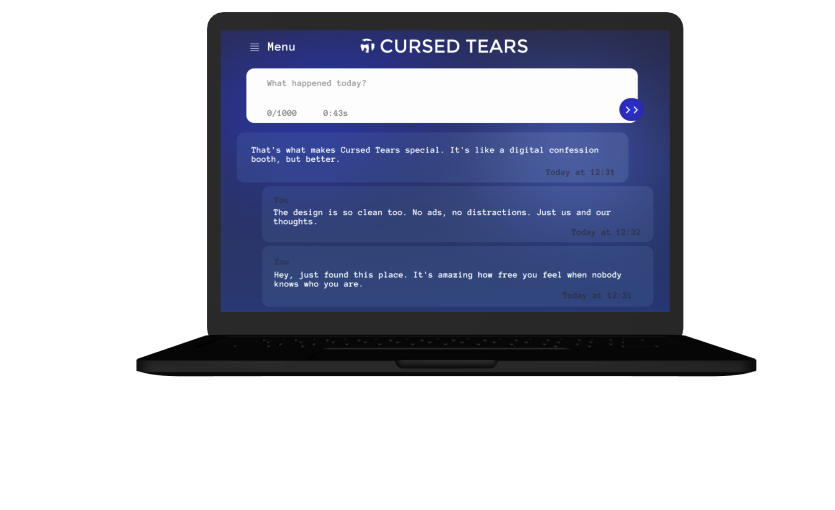 Menu
CURSED TEARS
What happened today?
0/1000 0:43s
That's what makes Cursed Tears special. It's like a digital confession
booth, but better.
Today at 12:31
You
The design is so clean too. No ads, no distractions. Just us and our
thoughts.
Today at 12:32
You
Hey, just found this place. It's amazing how free you feel when nobody
knows who you are.
Today at 12:31